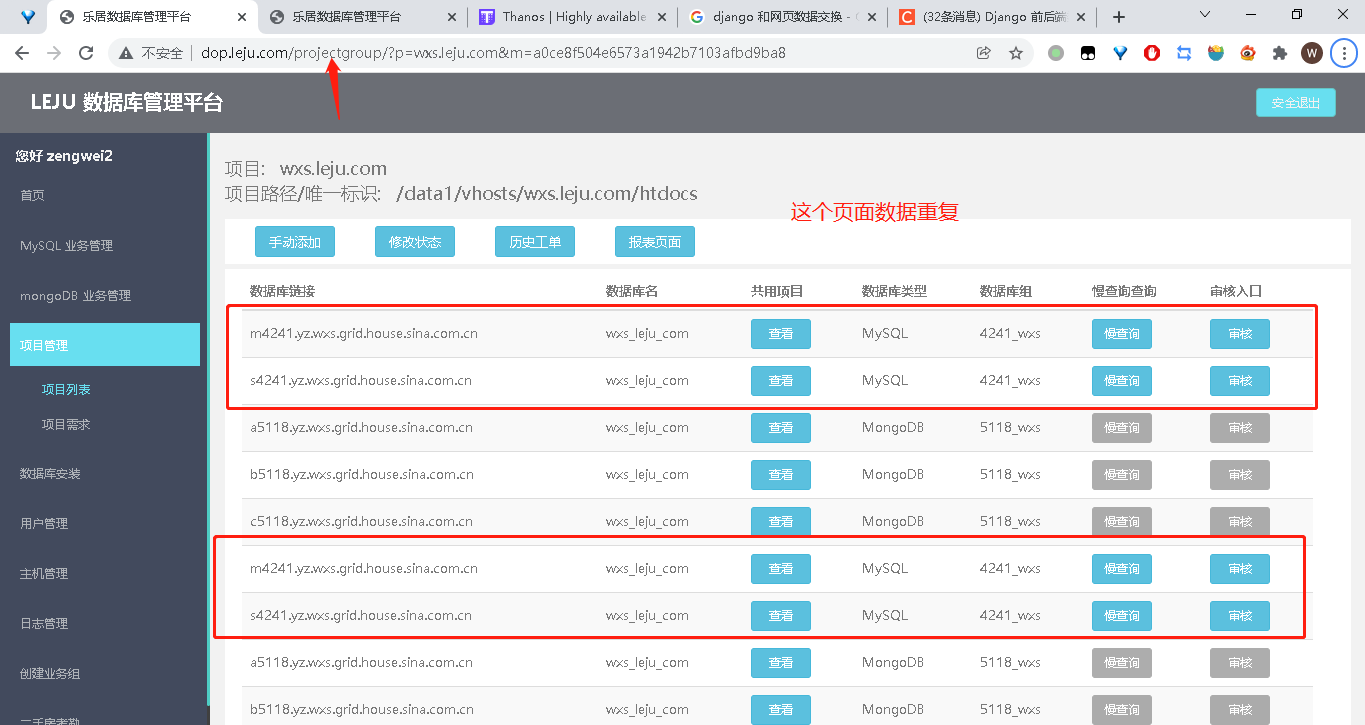 乐居数据库管理平台
乐居数据库管理平台
Thanos | Highly available
django 和网页数据交换 -
(32条消息) Django 前后端
不安全 dop.leju.com/projectgroup/?p=wxs.leju.com&m=a0ce8f504e6573a1942b7103afbd9ba8
W
LEJU 数据库管理平台
安全退出
您好 zengwei2
首页
MySQL 业务管理
mongoDB 业务管理
项目管理
项目列表
项目需求
数据库安装
用户管理
主机管理
日志管理
创建业务组
二手房考勤
项目: wxs.leju.com
项目路径/唯一标识: /data1/vhosts/wxs.leju.com/htdocs
这个页面数据重复
手动添加 修改状态 历史工单 报表页面
数据库链接 数据库名 共用项目 数据库类型 数据库组 慢查询查询 审核入口
m4241.yz.wxs.grid.house.sina.com.cn wxs_leju_com 查看 MySQL 4241_wxs 慢查询 审核
s4241.yz.wxs.grid.house.sina.com.cn wxs_leju_com 查看 MySQL 4241_wxs 慢查询 审核
a5118.yz.wxs.grid.house.sina.com.cn wxs_leju_com 查看 MongoDB 5118_wxs 慢查询 审核
b5118.yz.wxs.grid.house.sina.com.cn wxs_leju_com 查看 MongoDB 5118_wxs 慢查询 审核
c5118.yz.wxs.grid.house.sina.com.cn wxs_leju_com 查看 MongoDB 5118_wxs 慢查询 审核
m4241.yz.wxs.grid.house.sina.com.cn wxs_leju_com 查看 MySQL 4241_wxs 慢查询 审核
s4241.yz.wxs.grid.house.sina.com.cn wxs_leju_com 查看 MySQL 4241_wxs 慢查询 审核
a5118.yz.wxs.grid.house.sina.com.cn wxs_leju_com 查看 MongoDB 5118_wxs 慢查询 审核
b5118.yz.wxs.grid.house.sina.com.cn wxs_leju_com 查看 MongoDB 5118_wxs 慢查询 审核